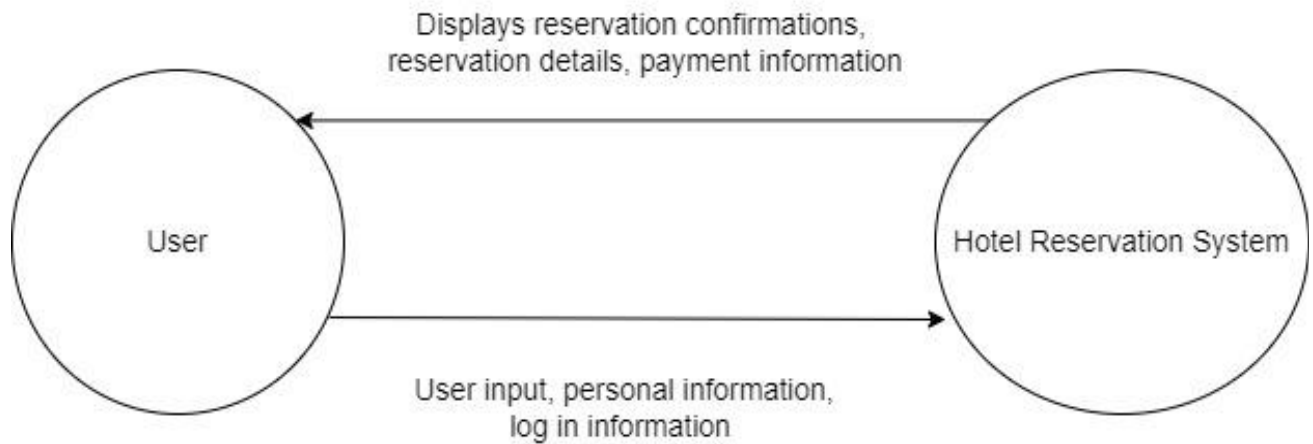 Displays reservation confirmations,
reservation details, payment information
User
Hotel Reservation System
User input, personal information,
log in information